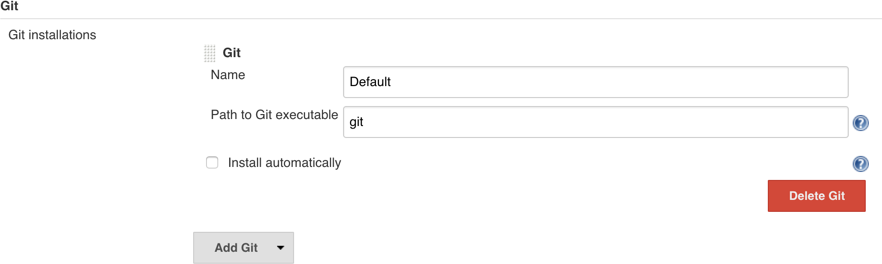 Git
Git installations
Git
Name
Default
Path to Git executable
git
?
Install automatically
?
Delete Git
Add Git